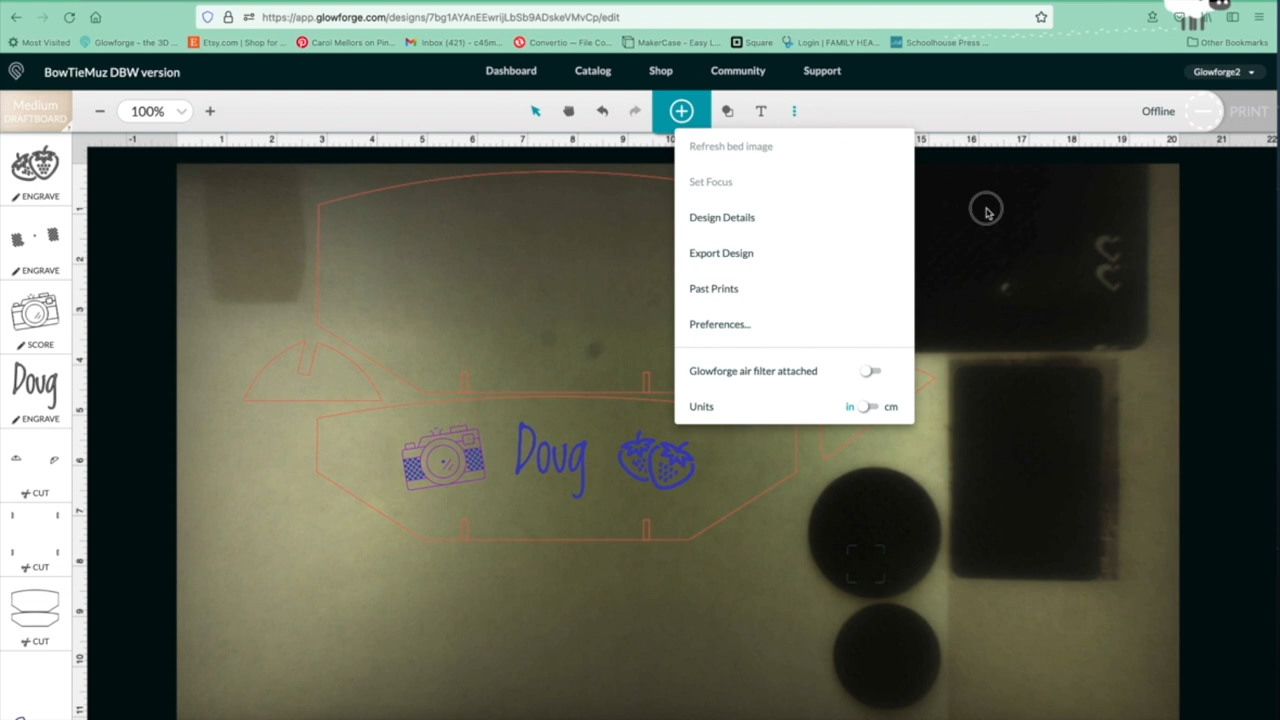 https://app.glowforge.com/designs/7bg1AYAnEEwrijLbSb9ADskeVMvCp/edit
Most Visited Glowforge - the 3D ... Etsy.com | Shop for ... Carol Mellors on Pin... Inbox (421) - c45m... Convertio — File Co... MakerCase - Easy L... Square Login | FAMILY HEA... Schoolhouse Press ... Other Bookmarks
BowTieMuz DBW version Dashboard Catalog Shop Community Support Glowforge2
Medium
DRAFTBOARD
100% T Offline PRINT
-1 1 2 3 4 5 6 7 8 9 10 15 16 17 18 19 20 21 22
Refresh bed image
Set Focus
Design Details
Export Design
Past Prints
Preferences...
Glowforge air filter attached
Units in cm
ENGRAVE
ENGRAVE
SCORE
Doug
ENGRAVE
CUT
CUT
CUT
1
2
3
4
5
6
7
8
9
10
11
Doug